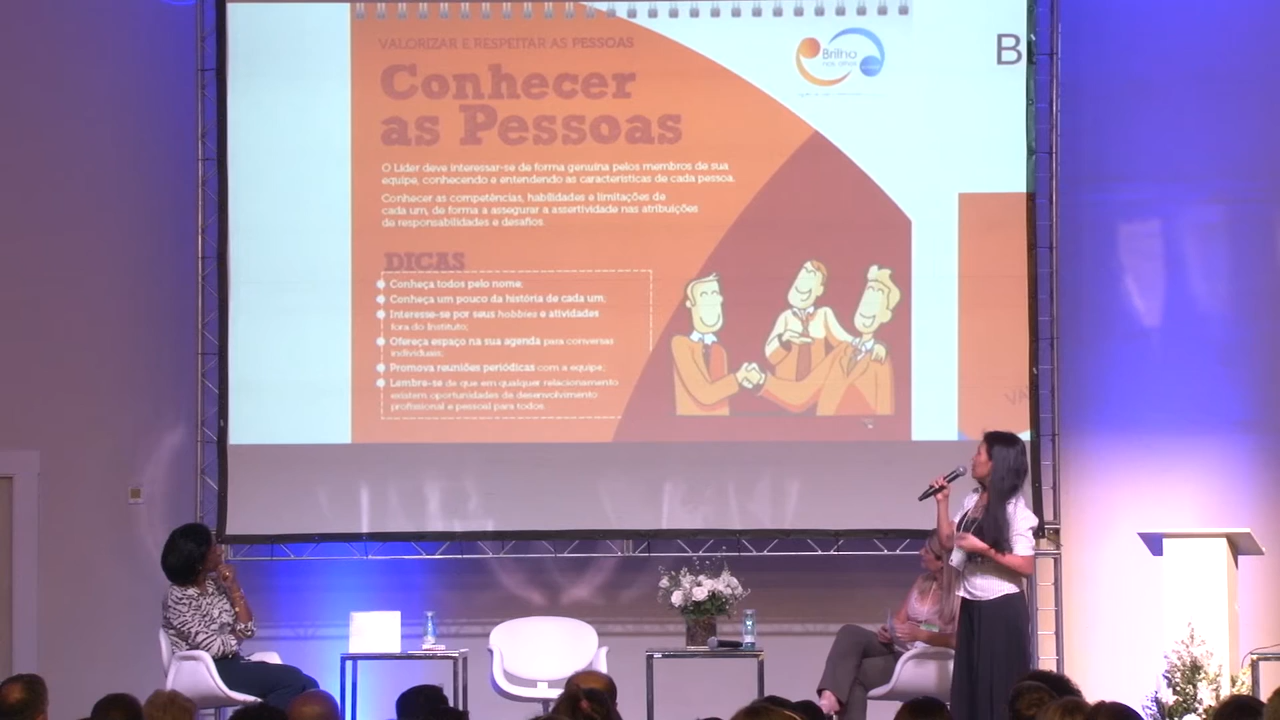 VALORIZAR E RESPEITAR AS PESSOAS
Brilho
nos olhos
B
Conhecer
as Pessoas
O Líder deve interessar-se de forma genuína pelos membros de sua
equipe, conhecendo e entendendo as características de cada pessoa.
Conhecer as competências, habilidades e limitações de
cada um, de forma a assegurar a assertividade nas atribuições
de responsabilidades e desafios.
DICAS
Conheça todos pelo nome;
Conheça um pouco da história de cada um;
Interesse-se por seus hobbies e atividades
fora do Instituto;
Ofereça espaço na sua agenda para conversas
individuais;
Promova reuniões periódicas com a equipe;
Lembre-se de que em qualquer relacionamento
existem oportunidades de desenvolvimento
profissional e pessoal para todos.
VA